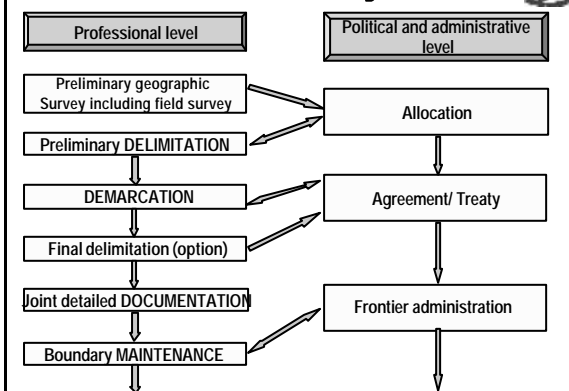 Professional level
Political and administrative
level
Preliminary geographic
Survey including field survey
Allocation
Preliminary DELIMITATION
DEMARCATION
Agreement/ Treaty
Final delimitation (option)
Joint detailed DOCUMENTATION
Frontier administration
Boundary MAINTENANCE